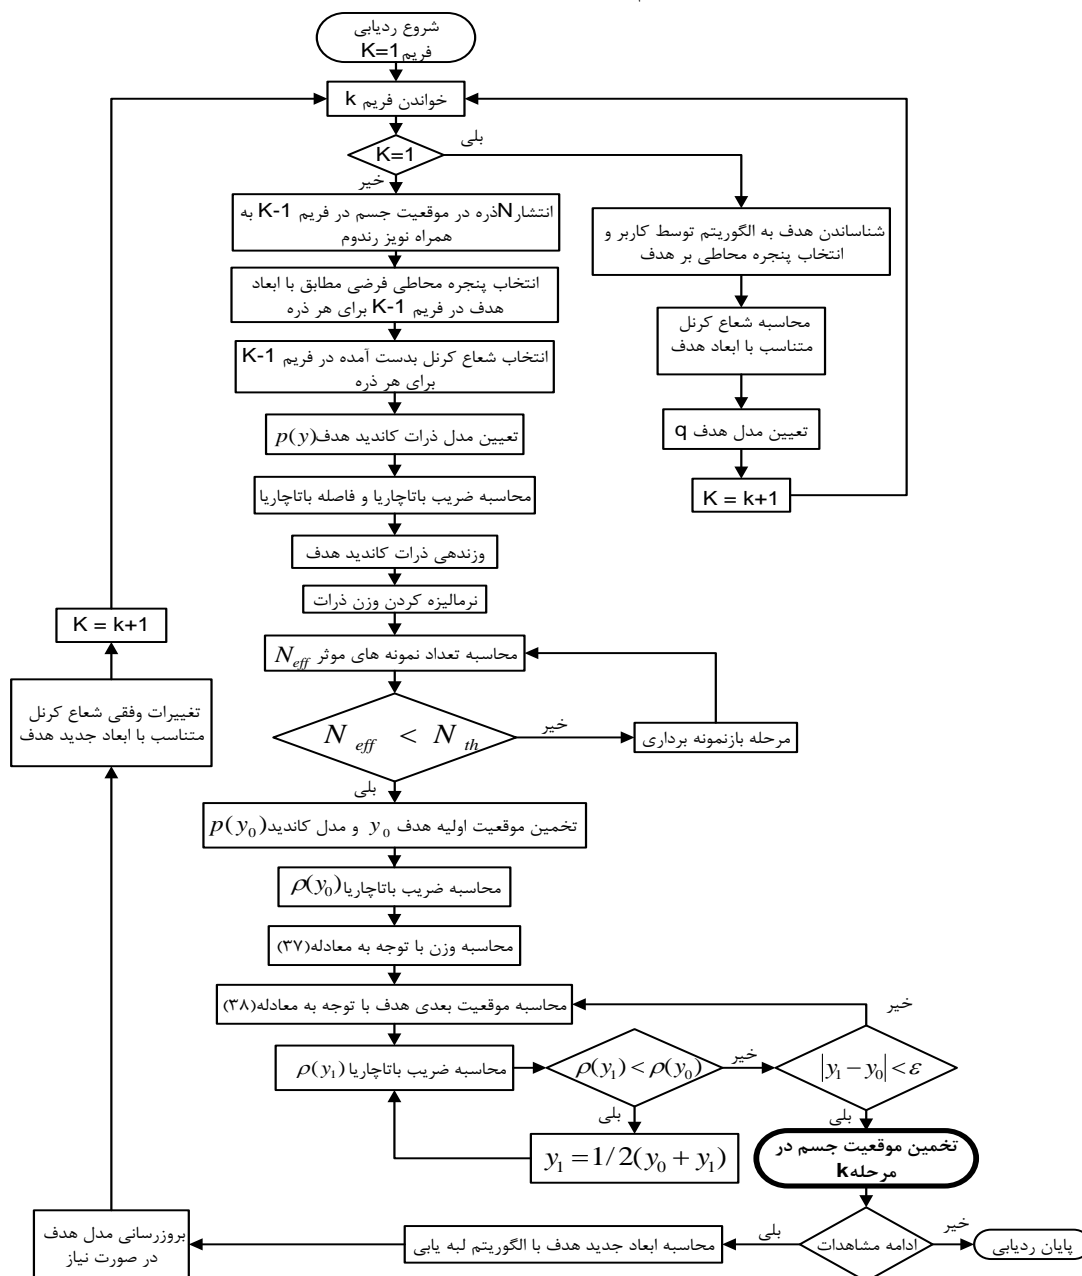 شروع ردیابی
فریم K=1
خواندن فریم k
K=1
بلی
خیر
انتشار N ذره در موقعیت جسم در فریم K-1 به
همراه نویز رندوم
انتخاب پنجره محاطی فرضی مطابق با ابعاد
هدف در فریم K-1 برای هر ذره
انتخاب شعاع کرنل بدست آمده در فریم K-1
برای هر ذره
تعیین مدل ذرات کاندید هدف p(y)
محاسبه ضریب باتاچاریا و فاصله باتاچاریا
وزندهی ذرات کاندید هدف
نرمالیزه کردن وزن ذرات
محاسبه تعداد نمونه های موثر N_eff
N_eff < N_th
خیر
مرحله بازنمونه برداری
بلی
تخمین موقعیت اولیه هدف y_0 و مدل کاندید p(y_0)
محاسبه ضریب باتاچاریا ρ(y_0)
محاسبه وزن با توجه به معادله(۳۷)
محاسبه موقعیت بعدی هدف با توجه به معادله(۳۸)
محاسبه ضریب باتاچاریا ρ(y_1)
ρ(y_1) < ρ(y_0)
بلی
y_1 = 1/2(y_0 + y_1)
خیر
|y_1 − y_0| < ε
خیر
بلی
تخمین موقعیت جسم در
مرحله k
ادامه مشاهدات
خیر
پایان ردیابی
بلی
محاسبه ابعاد جدید هدف با الگوریتم لبه یابی
بروزرسانی مدل هدف
در صورت نیاز
تغییرات وفقی شعاع کرنل
متناسب با ابعاد جدید هدف
K = k+1
شناساندن هدف به الگوریتم توسط کاربر و
انتخاب پنجره محاطی بر هدف
محاسبه شعاع کرنل
متناسب با ابعاد هدف
تعیین مدل هدف q
K = k+1